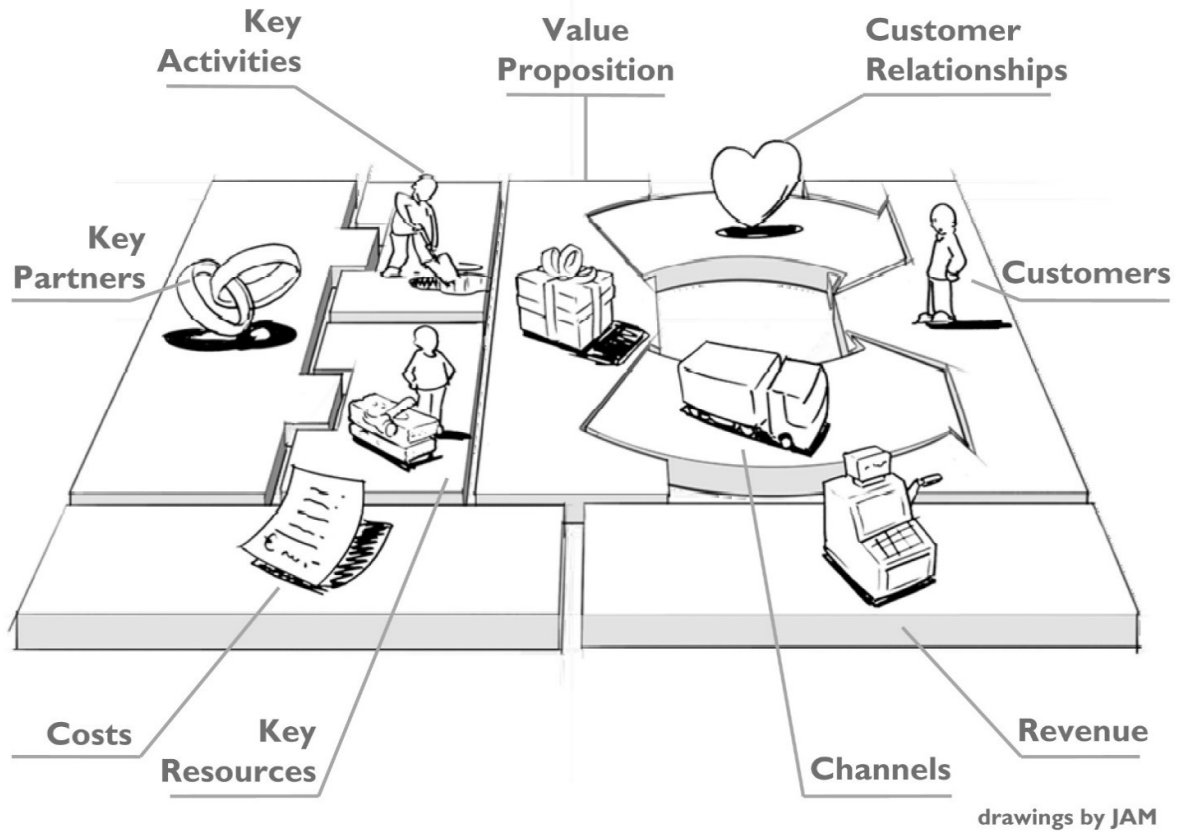 Key
Activities
Value
Proposition
Customer
Relationships
Key
Partners
Customers
Costs
Key
Resources
Channels
Revenue
drawings by JAM